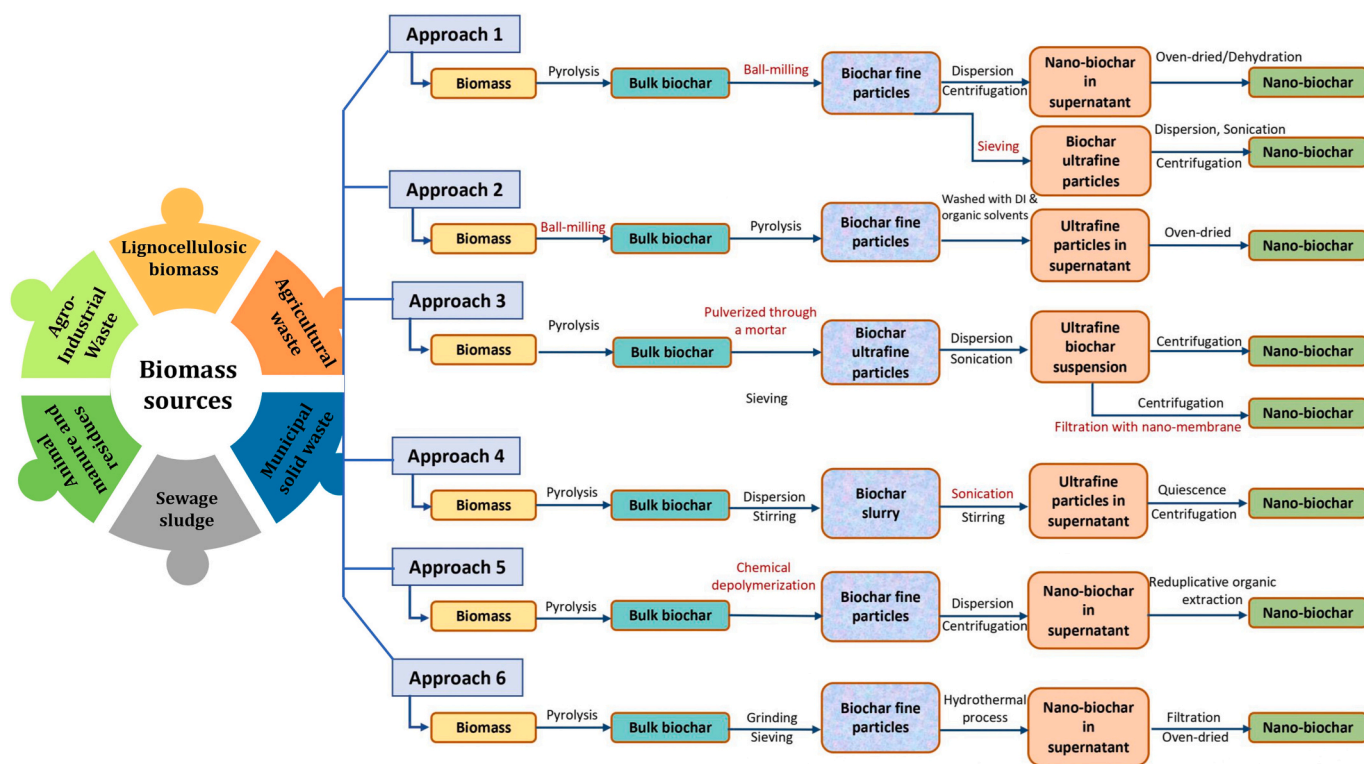 Lignocellulosic
biomass
Agricultural
waste
Municipal
solid waste
Sewage
sludge
Animal
manure and
residues
Agro-
Industrial
Waste
Biomass
sources
Approach 1
Biomass
Pyrolysis
Bulk biochar
Ball-milling
Biochar fine
particles
Dispersion
Centrifugation
Nano-biochar
in
supernatant
Oven-dried/Dehydration
Nano-biochar
Sieving
Biochar
ultrafine
particles
Dispersion, Sonication
Centrifugation
Nano-biochar
Approach 2
Biomass
Ball-milling
Bulk biochar
Pyrolysis
Biochar fine
particles
Washed with DI &
organic solvents
Ultrafine
particles in
supernatant
Oven-dried
Nano-biochar
Approach 3
Biomass
Pyrolysis
Bulk biochar
Pulverized through
a mortar
Sieving
Biochar
ultrafine
particles
Dispersion
Sonication
Ultrafine
biochar
suspension
Centrifugation
Nano-biochar
Centrifugation
Filtration with nano-membrane
Nano-biochar
Approach 4
Biomass
Pyrolysis
Bulk biochar
Dispersion
Stirring
Biochar
slurry
Sonication
Stirring
Ultrafine
particles in
supernatant
Quiescence
Centrifugation
Nano-biochar
Approach 5
Biomass
Pyrolysis
Bulk biochar
Chemical
depolymerization
Biochar fine
particles
Dispersion
Centrifugation
Nano-biochar
in
supernatant
Reduplicative organic
extraction
Nano-biochar
Approach 6
Biomass
Pyrolysis
Bulk biochar
Grinding
Sieving
Biochar fine
particles
Hydrothermal
process
Nano-biochar
in
supernatant
Filtration
Oven-dried
Nano-biochar